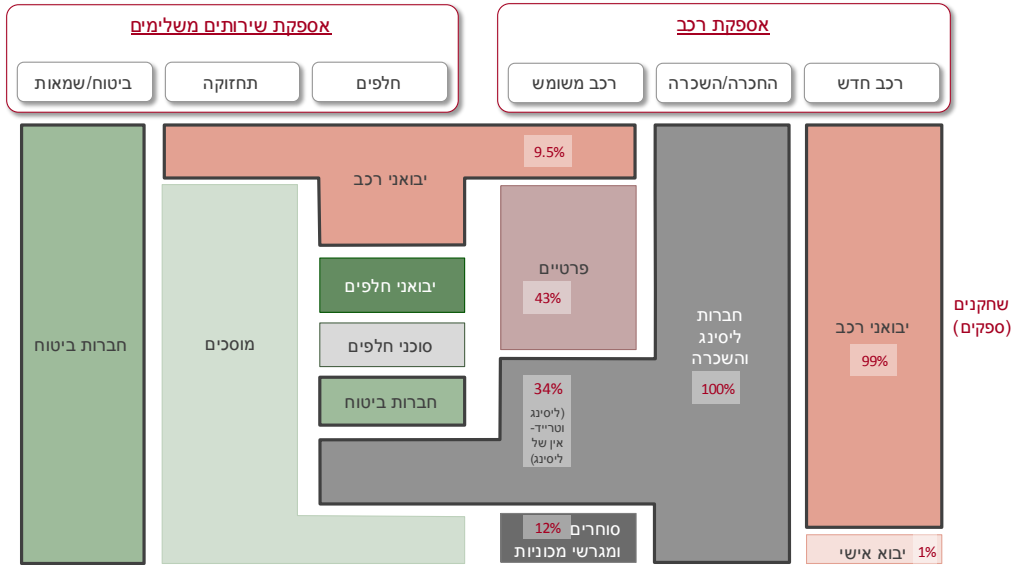 אספקת רכב
אספקת שירותים משלימים
רכב חדש
החכרה/השכרה
רכב משומש
חלפים
תחזוקה
ביטוח/שמאות
שחקנים
(ספקים)
יבואני רכב
99%
יבוא אישי 1%
חברות
ליסינג
והשכרה
100%
9.5%
יבואני רכב
פרטיים
43%
34%
(ליסינג
וטרייד-
אין של
ליסינג)
סוחרים 12%
ומגרשי מכוניות
יבואני חלפים
סוכני חלפים
חברות ביטוח
מוסכים
חברות ביטוח